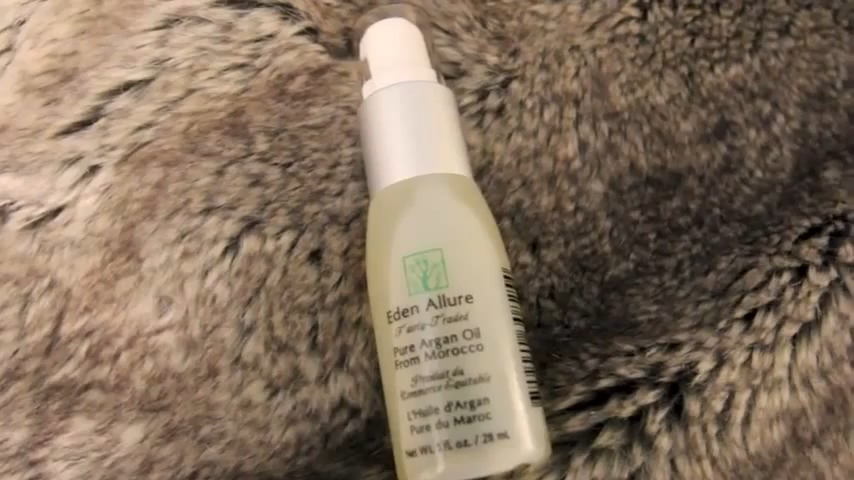 Eden Allure
Fairly-Traded
Pure Argan Oil
From Morocco
Produit du
Kommerce Equitable
L'Huile d'Argan
Pure du Maroc
Net Wt. 1 fl. oz. / 28 mL